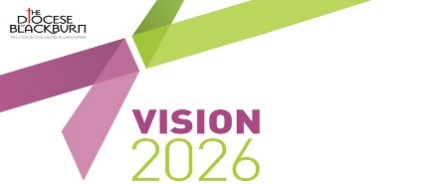 THE
DIOCESE
BLACKBURN
VISION
2026